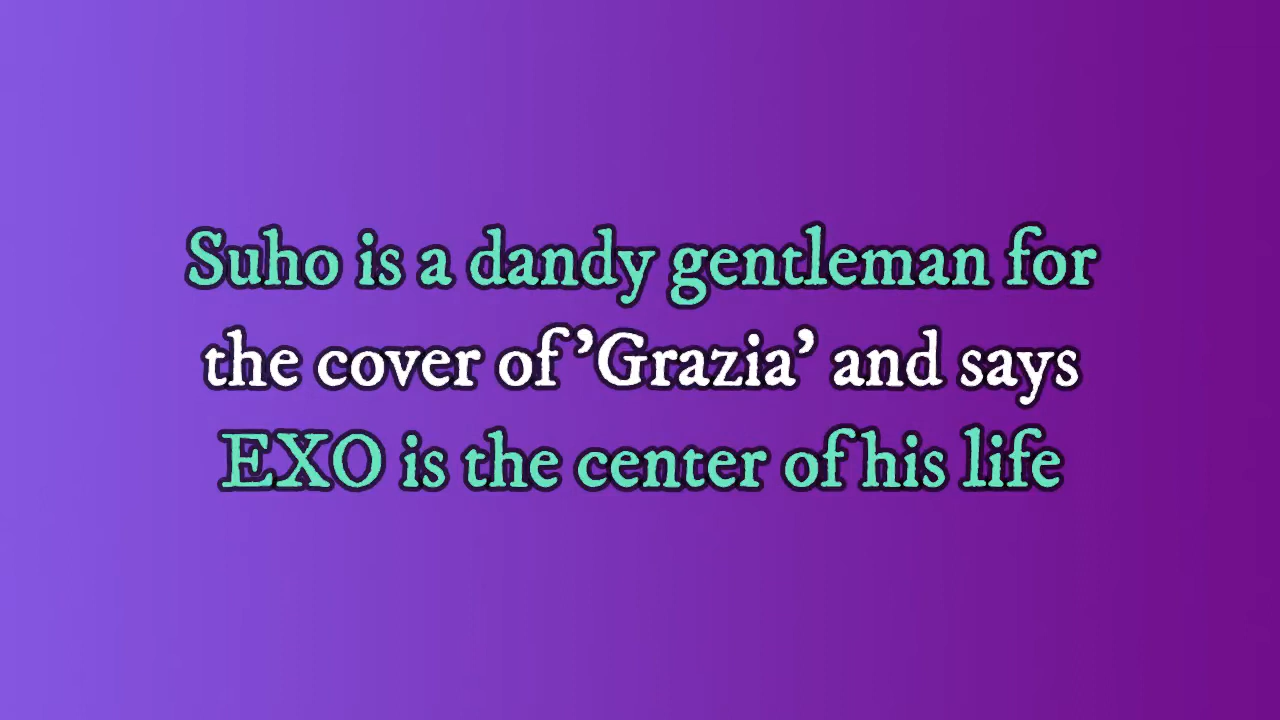 Suho is a dandy gentleman for
the cover of ’Grazia’ and says
EXO is the center of his life